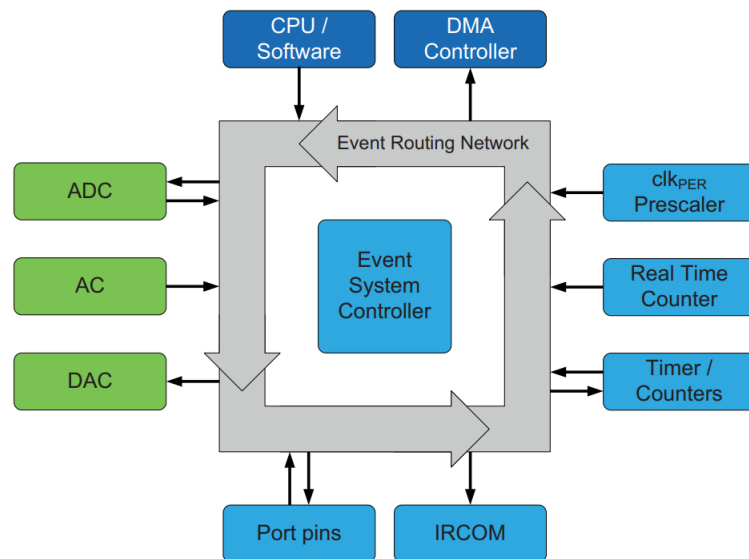 CPU /
Software
DMA
Controller
Event Routing Network
ADC
clkPER
Prescaler
Event
System
Controller
AC
Real Time
Counter
DAC
Timer /
Counters
Port pins
IRCOM